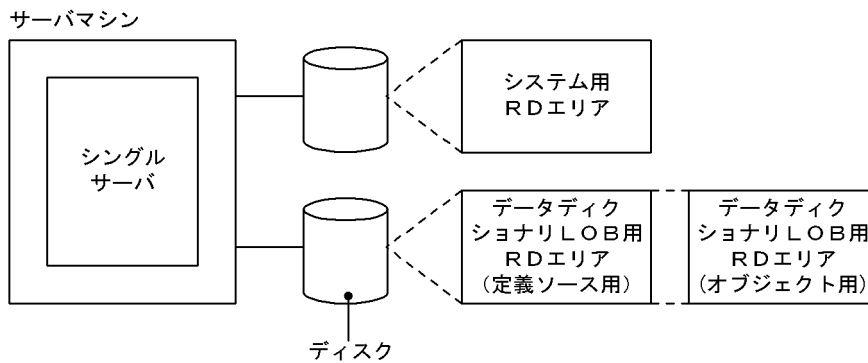 サーバマシン
シングル
サーバ
システム用
RDエリア
データディク
ショナリLOB用
RDエリア
(定義ソース用)
データディク
ショナリLOB用
RDエリア
(オブジェクト用)
ディスク